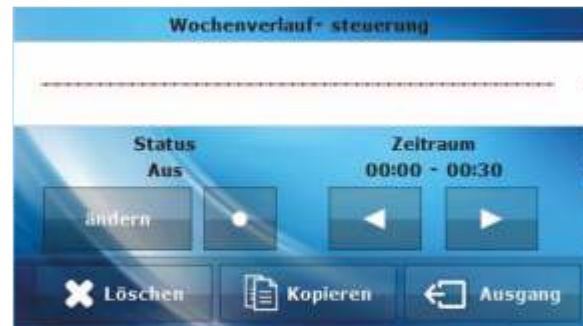 Wochenverlauf- steuerung
Status
Zeitraum
Aus
00:00 - 00:30
ändern
Löschen
Kopieren
Ausgang